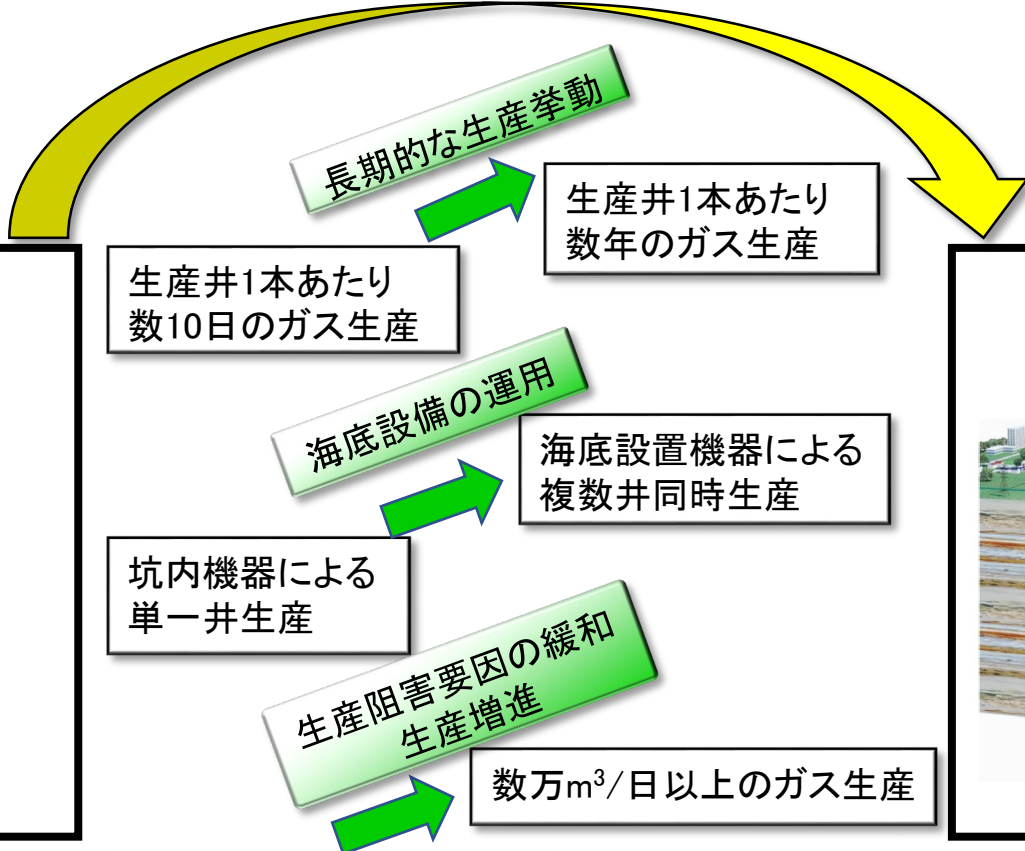 長期的な生産挙動
生産井1本あたり
数年のガス生産
生産井1本あたり
数10日のガス生産
海底設備の運用
海底設置機器による
複数井同時生産
坑内機器による
単一井生産
生産阻害要因の緩和
生産増進
数万m³/日以上のガス生産